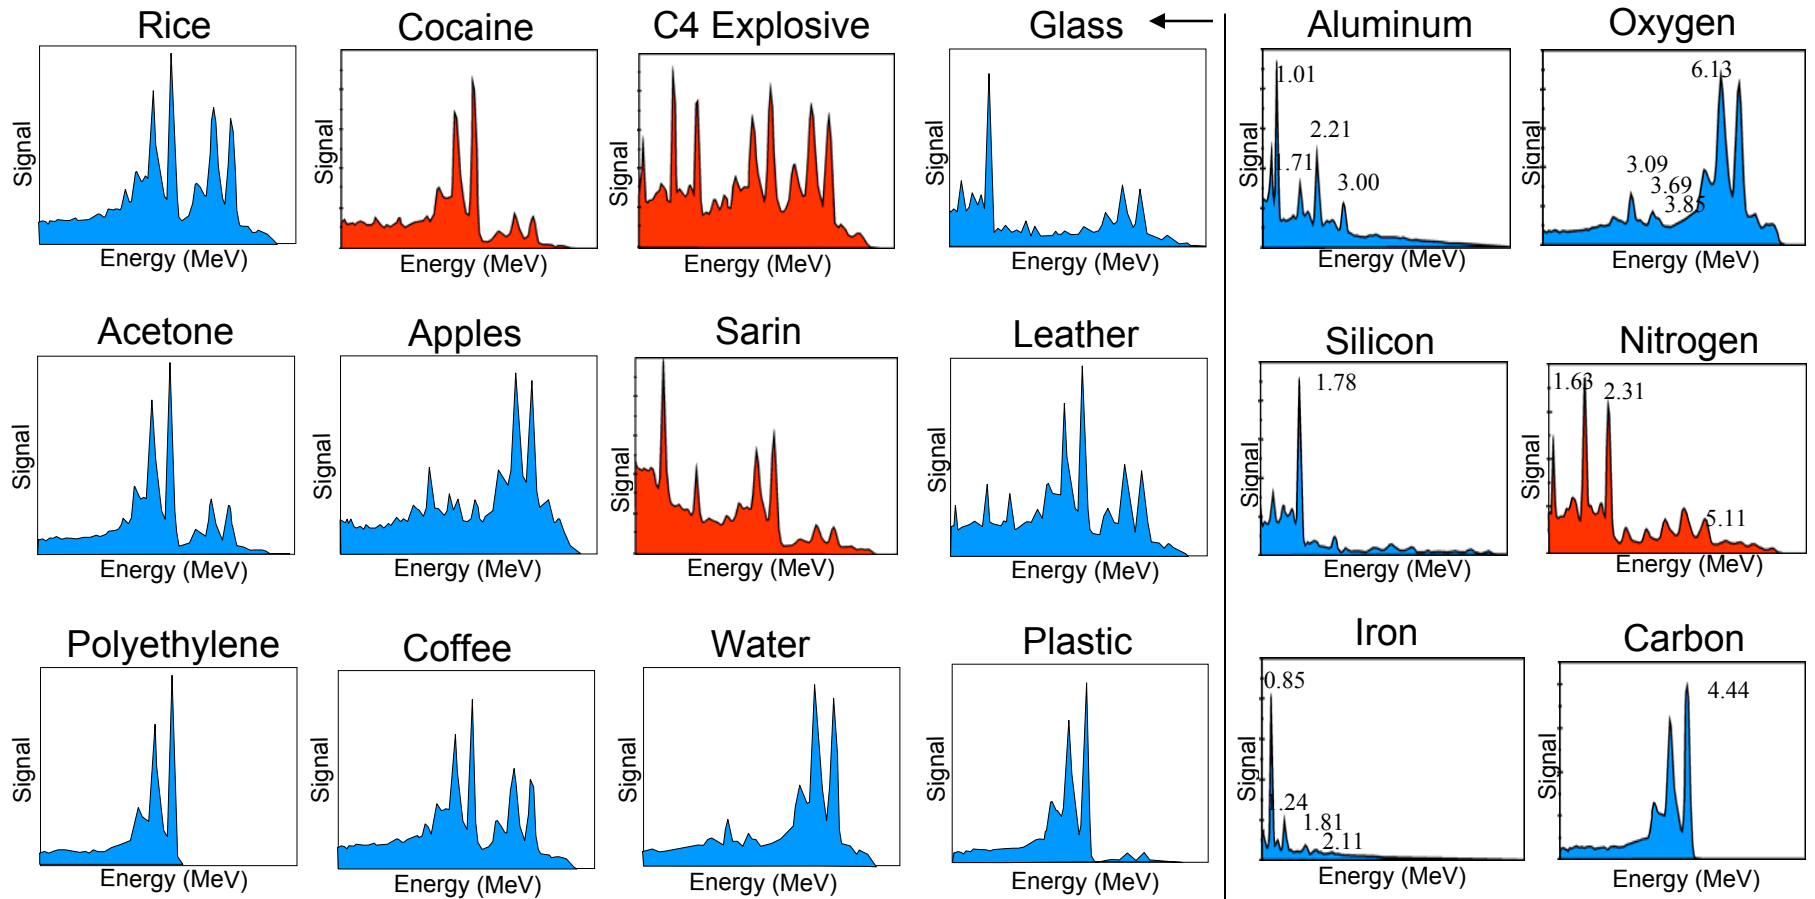 Rice
Signal
Energy (MeV)
Cocaine
Signal
Energy (MeV)
C4 Explosive
Signal
Energy (MeV)
Glass
Signal
Energy (MeV)
Aluminum
1.01
2.21
1.71
3.00
Signal
Energy (MeV)
Oxygen
6.13
3.09
3.69
3.85
Signal
Energy (MeV)
Acetone
Signal
Energy (MeV)
Apples
Signal
Energy (MeV)
Sarin
Signal
Energy (MeV)
Leather
Signal
Energy (MeV)
Silicon
1.78
Signal
Energy (MeV)
Nitrogen
1.63
2.31
5.11
Signal
Energy (MeV)
Polyethylene
Signal
Energy (MeV)
Coffee
Signal
Energy (MeV)
Water
Signal
Energy (MeV)
Plastic
Signal
Energy (MeV)
Iron
0.85
1.24
1.81
2.11
Signal
Energy (MeV)
Carbon
4.44
Signal
Energy (MeV)